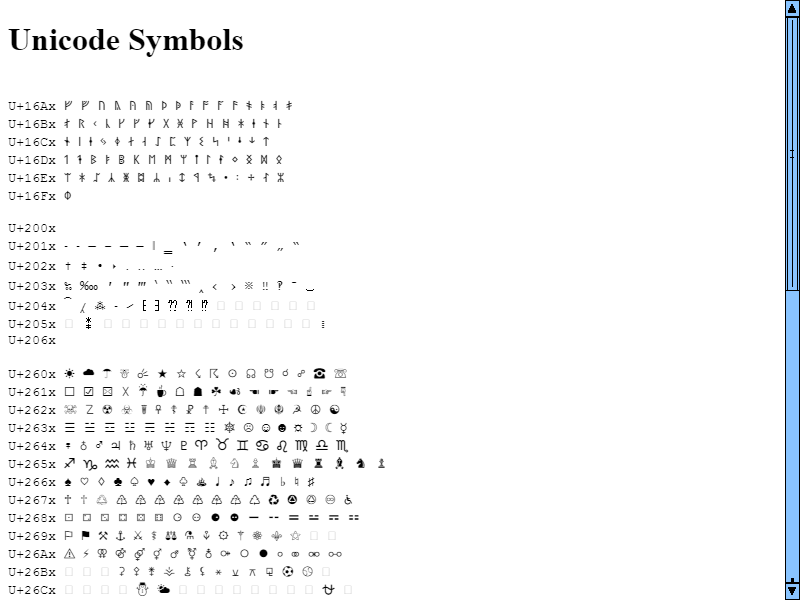 Unicode Symbols
U+16Ax ᚠ ᚡ ᚢ ᚣ ᚤ ᚥ ᚦ ᚧ ᚨ ᚩ ᚪ ᚫ ᚬ ᚭ ᚮ ᚯ
U+16Bx ᚰ ᚱ ᚲ ᚳ ᚴ ᚵ ᚶ ᚷ ᚸ ᚹ ᚺ ᚻ ᚼ ᚽ ᚾ ᚿ
U+16Cx ᛀ ᛁ ᛂ ᛃ ᛄ ᛅ ᛆ ᛇ ᛈ ᛉ ᛊ ᛋ ᛌ ᛍ ᛎ ᛏ
U+16Dx ᛐ ᛑ ᛒ ᛓ ᛔ ᛕ ᛖ ᛗ ᛘ ᛙ ᛚ ᛛ ᛜ ᛝ ᛞ ᛟ
U+16Ex ᛠ ᛡ ᛢ ᛣ ᛤ ᛥ ᛦ ᛧ ᛨ ᛩ ᛪ ᛫ ᛬ ᛭ ᛮ ᛯ
U+16Fx ᛰ
U+200x
U+201x ‐ ‑ ‒ – — ― ‖ ‗ ‘ ’ ‚ ‛ “ ” „ ‟
U+202x † ‡ • ‣ ․ ‥ … ‧
U+203x ‰ ‱ ′ ″ ‴ ‵ ‶ ‷ ‸ ‹ › ※ ‼ ‽ ‾ ‿
U+204x ⁀ ⁁ ⁂ ⁃ ⁄ ⁅ ⁆ ⁇ ⁈ ⁉
U+205x ⁑ ⁞
U+206x
U+260x ☀ ☁ ☂ ☃ ☄ ★ ☆ ☇ ☈ ☉ ☊ ☋ ☌ ☍ ☎ ☏
U+261x ☐ ☑ ☒ ☓ ☔ ☕ ☖ ☗ ☘ ☙ ☚ ☛ ☜ ☝ ☞ ☟
U+262x ☠ ☡ ☢ ☣ ☤ ☥ ☦ ☧ ☨ ☩ ☪ ☫ ☬ ☭ ☮ ☯
U+263x ☰ ☱ ☲ ☳ ☴ ☵ ☶ ☷ ☸ ☹ ☺ ☻ ☼ ☽ ☾ ☿
U+264x ♀ ♁ ♂ ♃ ♄ ♅ ♆ ♇ ♈ ♉ ♊ ♋ ♌ ♍ ♎ ♏
U+265x ♐ ♑ ♒ ♓ ♔ ♕ ♖ ♗ ♘ ♙ ♚ ♛ ♜ ♝ ♞ ♟
U+266x ♠ ♡ ♢ ♣ ♤ ♥ ♦ ♧ ♨ ♩ ♪ ♫ ♬ ♭ ♮ ♯
U+267x ♰ ♱ ♲ ♳ ♴ ♵ ♶ ♷ ♸ ♹ ♺ ♻ ♼ ♽ ♾ ♿
U+268x ⚀ ⚁ ⚂ ⚃ ⚄ ⚅ ⚆ ⚇ ⚈ ⚉ ⚊ ⚋ ⚌ ⚍ ⚎ ⚏
U+269x ⚐ ⚑ ⚒ ⚓ ⚔ ⚕ ⚖ ⚗ ⚘ ⚙ ⚚ ⚛ ⚜ ⚝
U+26Ax ⚠ ⚡ ⚢ ⚣ ⚤ ⚥ ⚦ ⚧ ⚨ ⚩ ⚪ ⚫ ⚬ ⚭ ⚮ ⚯
U+26Bx ⚳ ⚴ ⚵ ⚶ ⚷ ⚸ ⚹ ⚺ ⚻ ⚼ ⚽ ⚾
U+26Cx ⛄ ⛅ ⛎